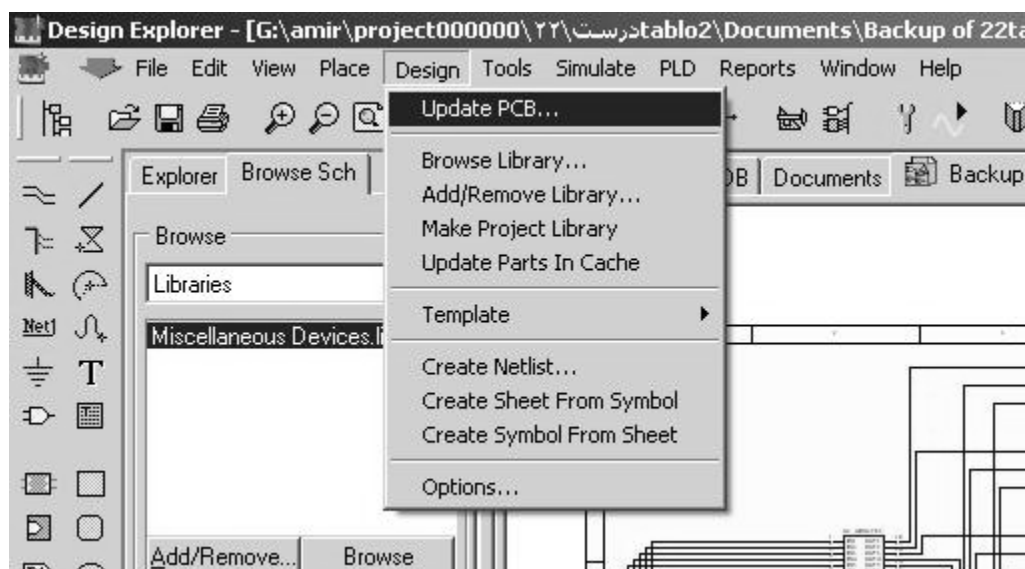 Design Explorer - [G:\amir\project000000\۲۲\درستtablo2\Documents\Backup of 22ta
File Edit View Place Design Tools Simulate PLD Reports Window Help
Update PCB...
Browse Library...
Add/Remove Library...
Make Project Library
Update Parts In Cache
Template
Create Netlist...
Create Sheet From Symbol
Create Symbol From Sheet
Options...
Explorer Browse Sch
DB Documents Backup
Browse
Libraries
Miscellaneous Devices.li
Add/Remove... Browse
Net1
T